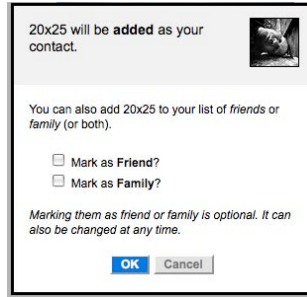 20x25 will be added as your
contact.
You can also add 20x25 to your list of friends or
family (or both).
Mark as Friend?
Mark as Family?
Marking them as friend or family is optional. It can
also be changed at any time.
OK Cancel